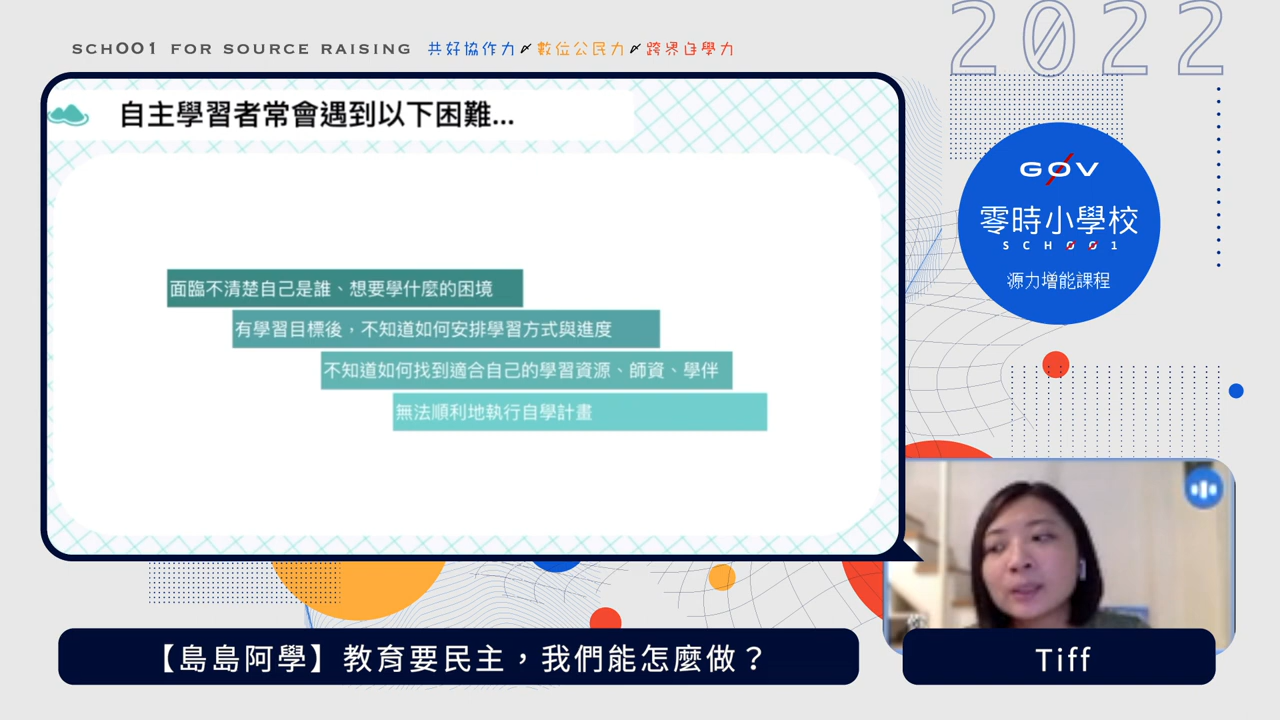 SCHOO1 FOR SOURCE RAISING 共好協作力 数位公民力 跨界自學力
2022
自主學習者常會遇到以下困難...
面臨不清楚自己是誰、想要學什麼的困境
有學習目標後，不知道如何安排學習方式與進度
不知道如何找到適合自己的學習資源、師資、學伴
無法順利地執行自學計畫
G0V
零時小學校
SCH001
源力增能課程
【島島阿學】教育要民主，我們能怎麼做？
Tiff